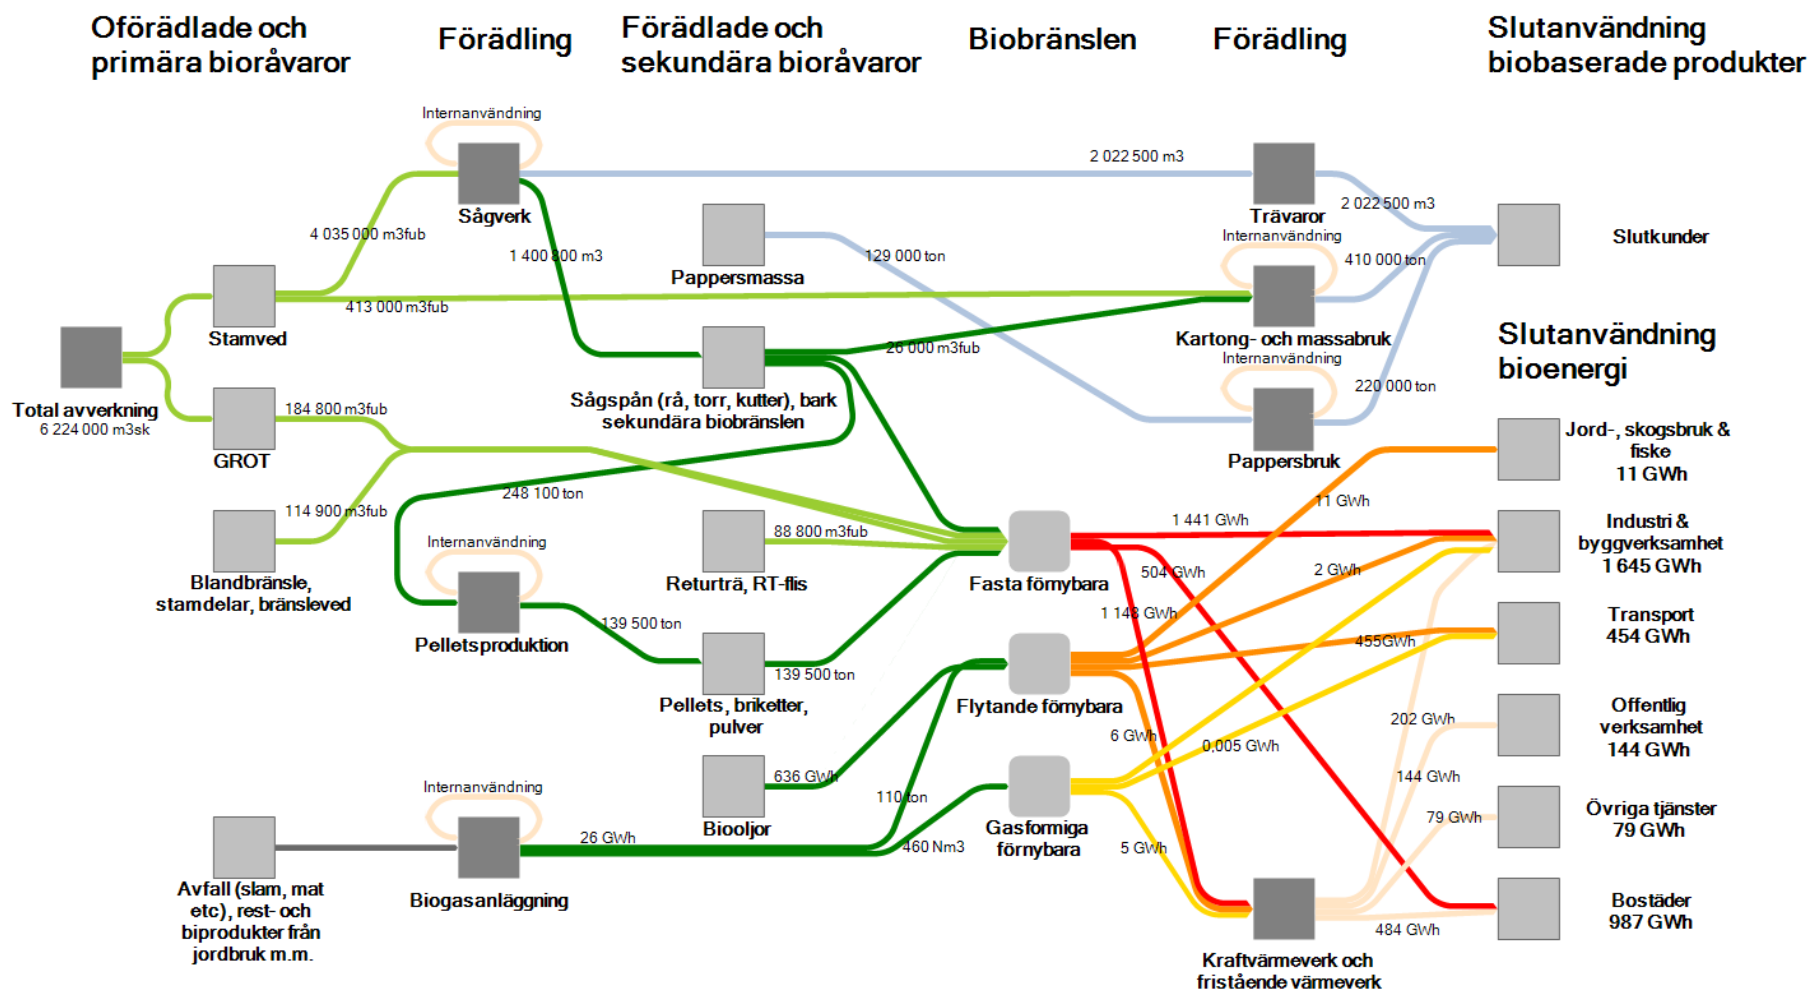 Oförädlade och
primära bioråvaror
Förädling
Förädlade och
sekundära bioråvaror
Biobränslen
Förädling
Slutanvändning
biobaserade produkter
Internanvändning
Sågverk
2 022 500 m3
Trävaror
2 022 500 m3
Slutkunder
4 035 000 m3fub
1 400 800 m3
Pappersmassa
129 000 ton
Internanvändning
410 000 ton
Stamved
413 000 m3fub
26 000 m3fub
Kartong- och massabruk
Slutanvändning
bioenergi
Total avverkning
6 224 000 m3sk
Sågspån (rå, torr, kutter), bark
sekundära biobränslen
Internanvändning
220 000 ton
184 800 m3fub
GROT
Pappersbruk
Jord-, skogsbruk &
fiske
11 GWh
248 100 ton
11 GWh
114 900 m3fub
Blandbränsle,
stamdelar, bränsleved
Internanvändning
Pelletsproduktion
88 800 m3fub
Returträ, RT-flis
Fasta förnybara
1 441 GWh
504 GWh
2 GWh
Industri &
byggverksamhet
1 645 GWh
139 500 ton
139 500 ton
Pellets, briketter,
pulver
1 148 GWh
Flytande förnybara
455GWh
Transport
454 GWh
6 GWh
0,005 GWh
202 GWh
Offentlig
verksamhet
144 GWh
636 GWh
Biooljor
110 ton
Gasformiga
förnybara
144 GWh
79 GWh
Övriga tjänster
79 GWh
Internanvändning
26 GWh
460 Nm3
5 GWh
Avfall (slam, mat
etc), rest- och
biprodukter från
jordbruk m.m.
Biogasanläggning
484 GWh
Bostäder
987 GWh
Kraftvärmeverk och
fristående värmeverk